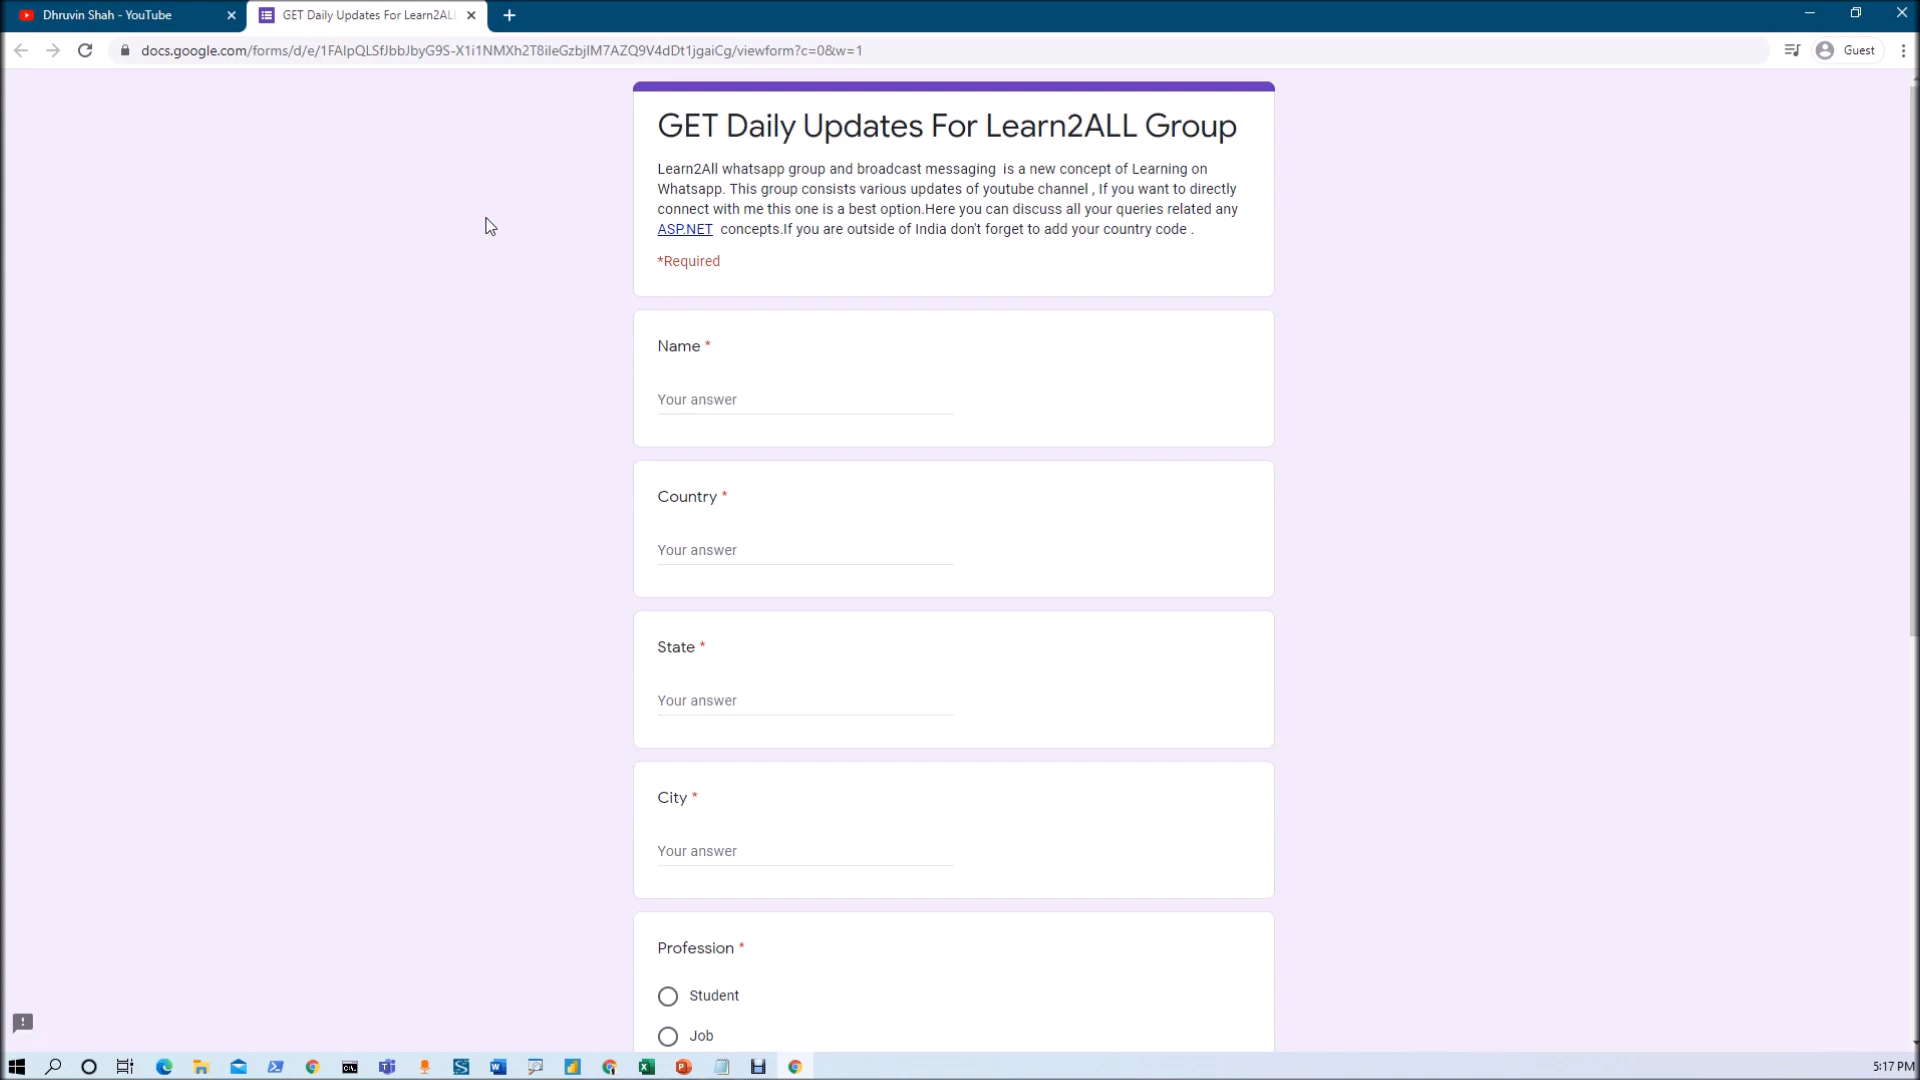 Dhruvin Shah - YouTube
GET Daily Updates For Learn2ALL
docs.google.com/forms/d/e/1FAIpQLSfJbbJbyG9S-X1i1NMXh2T8iIeGzbjIM7AZQ9V4dDt1jgaiCg/viewform?c=0&w=1
Guest
GET Daily Updates For Learn2ALL Group
Learn2All whatsapp group and broadcast messaging  is a new concept of Learning on
Whatsapp. This group consists various updates of youtube channel , If you want to directly
connect with me this one is a best option.Here you can discuss all your queries related any
ASP.NET  concepts.If you are outside of India don't forget to add your country code .
*Required
Name *
Your answer
Country *
Your answer
State *
Your answer
City *
Your answer
Profession *
Student
Job
5:17 PM